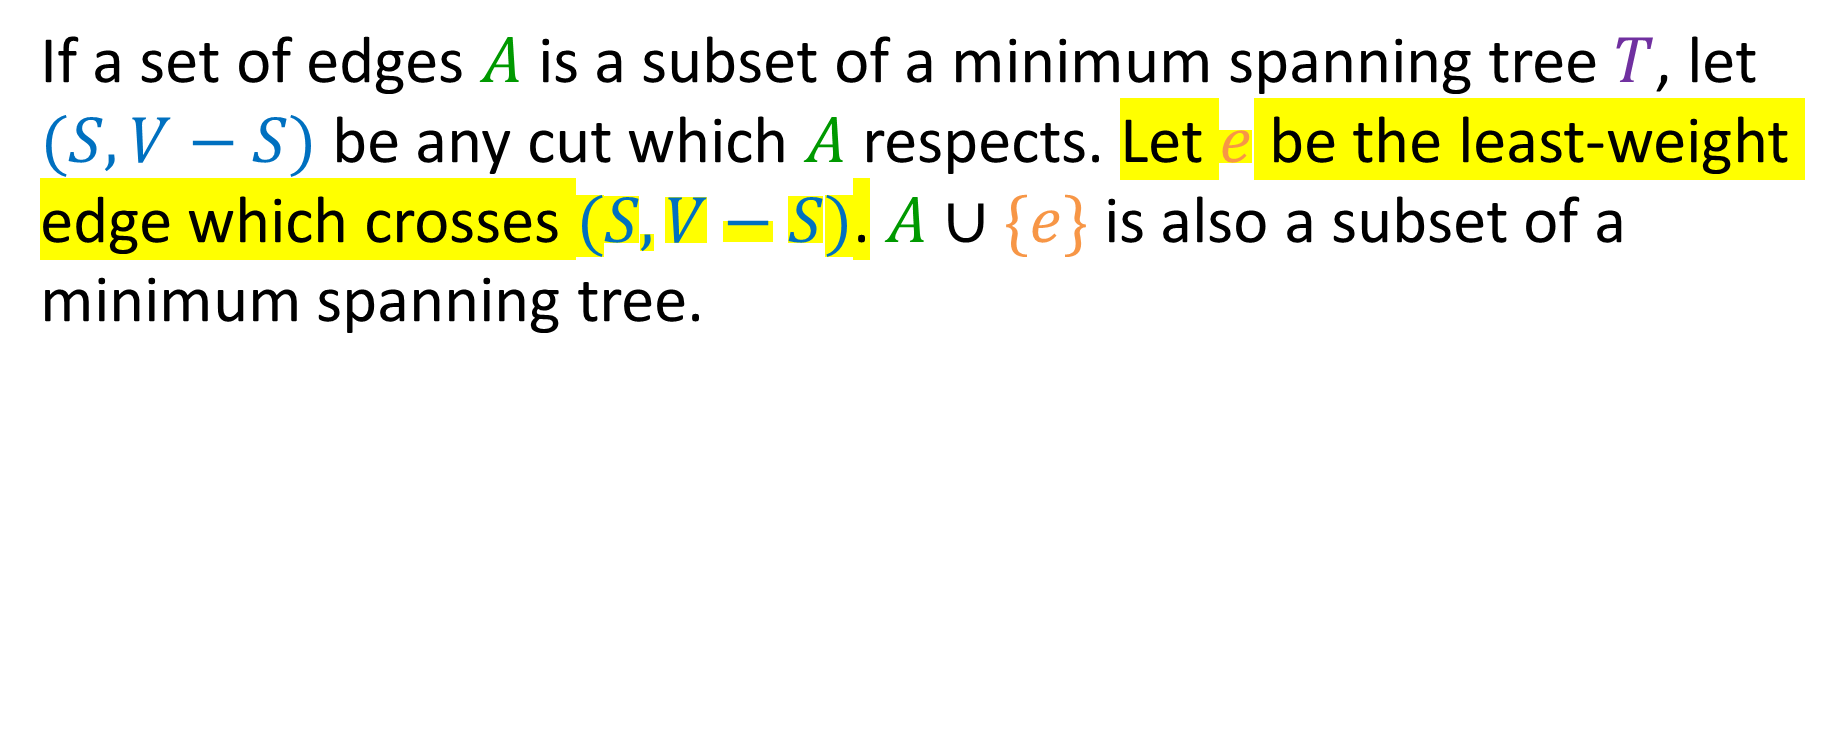 If a set of edges A is a subset of a minimum spanning tree T, let
(S, V − S) be any cut which A respects. Let e be the least-weight
edge which crosses (S, V − S). A ∪ {e} is also a subset of a
minimum spanning tree.